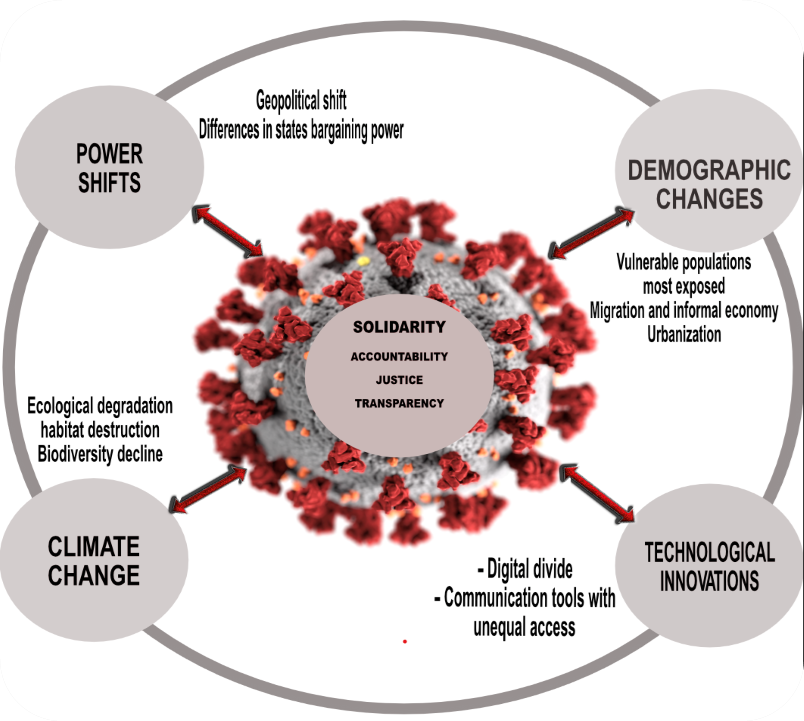 Geopolitical shift
Differences in states bargaining power
POWER
SHIFTS
DEMOGRAPHIC
CHANGES
Vulnerable populations
most exposed
Migration and informal economy
Urbanization
SOLIDARITY
ACCOUNTABILITY
JUSTICE
TRANSPARENCY
Ecological degradation
habitat destruction
Biodiversity decline
CLIMATE
CHANGE
TECHNOLOGICAL
INNOVATIONS
- Digital divide
- Communication tools with
unequal access